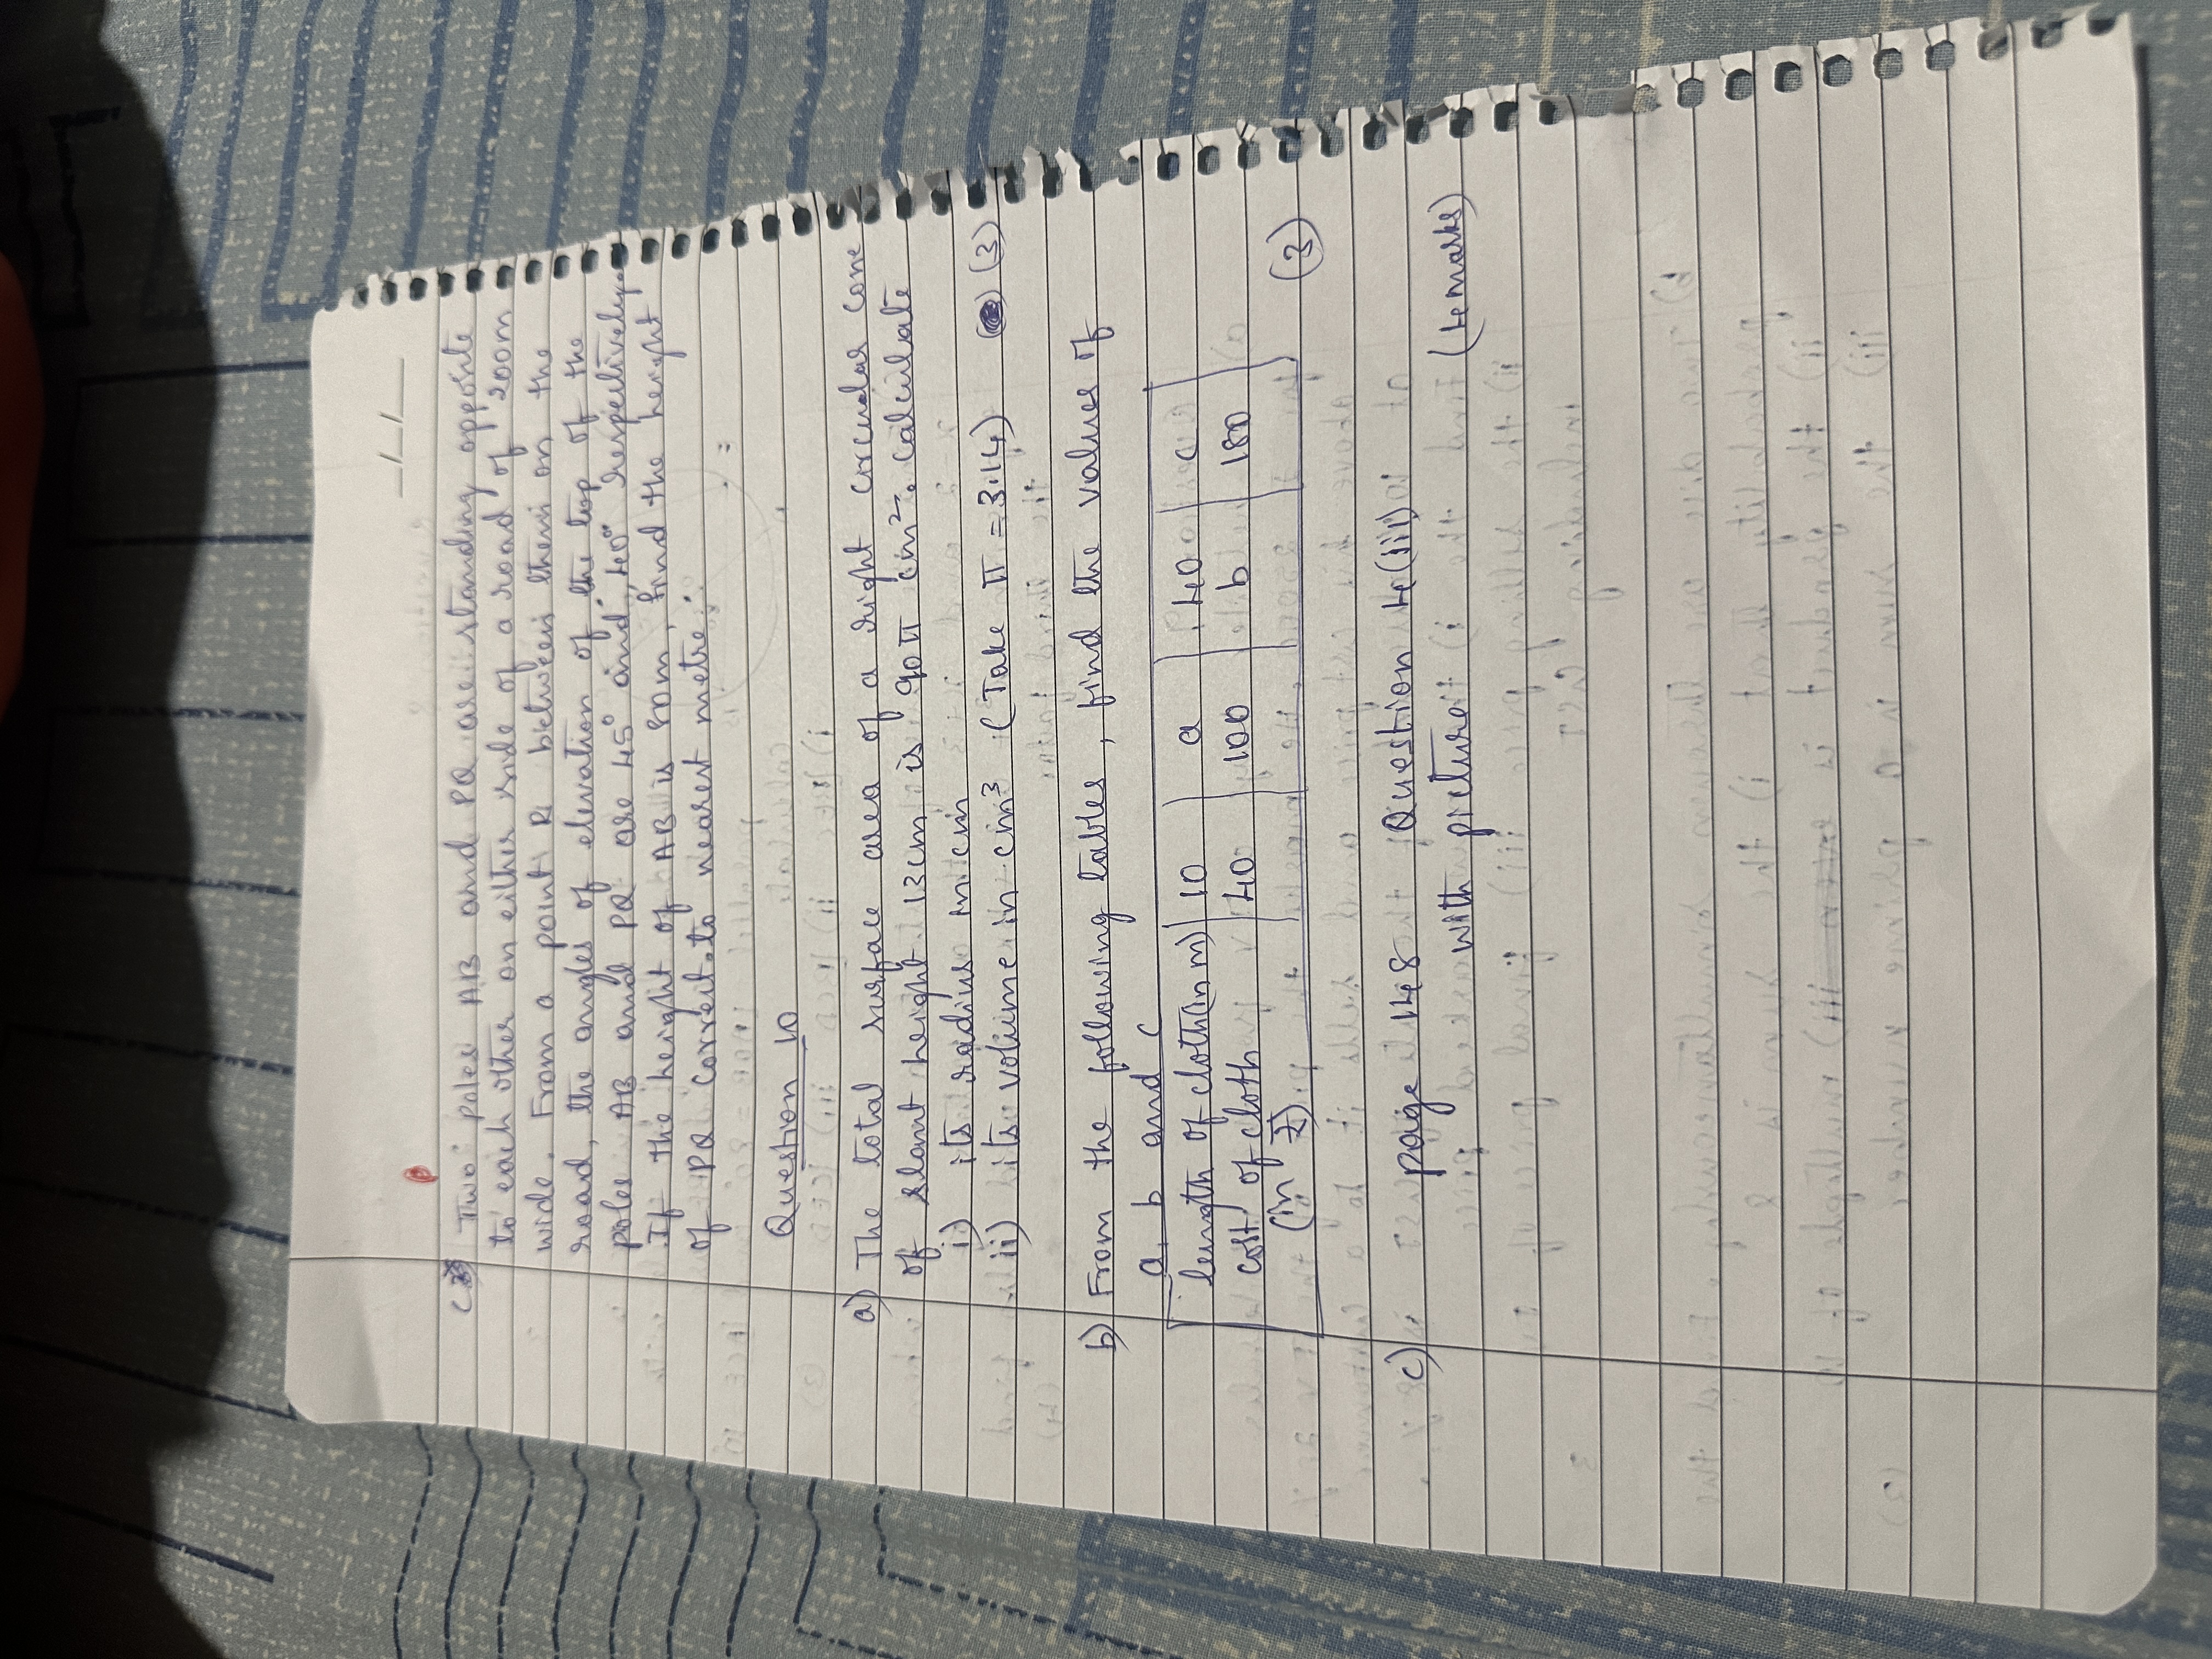 c) Two poles AB and PQ are standing opposite
to each other on either side of a road of 200m
wide. From a point R between them on the
road, the angles of elevation of the top of the
poles AB and PQ are 45° and 40° respectively.
If the height of AB is 80m, find the height
of PQ correct to nearest metre.
Question 10
a) The total surface area of a right circular cone
of slant height 13cm is 90π cm². Calculate
i) its radius in cm
ii) its volume in cm³ (Take π = 3.14) (3)
b) From the following tables, find the values of
a, b and c
length of cloth(in m) 10 a 40 c
cost of cloth 40 100 b 180
(in ₹)
(3)
c) page 148 Question 4(iii)
with picture (4 marks)